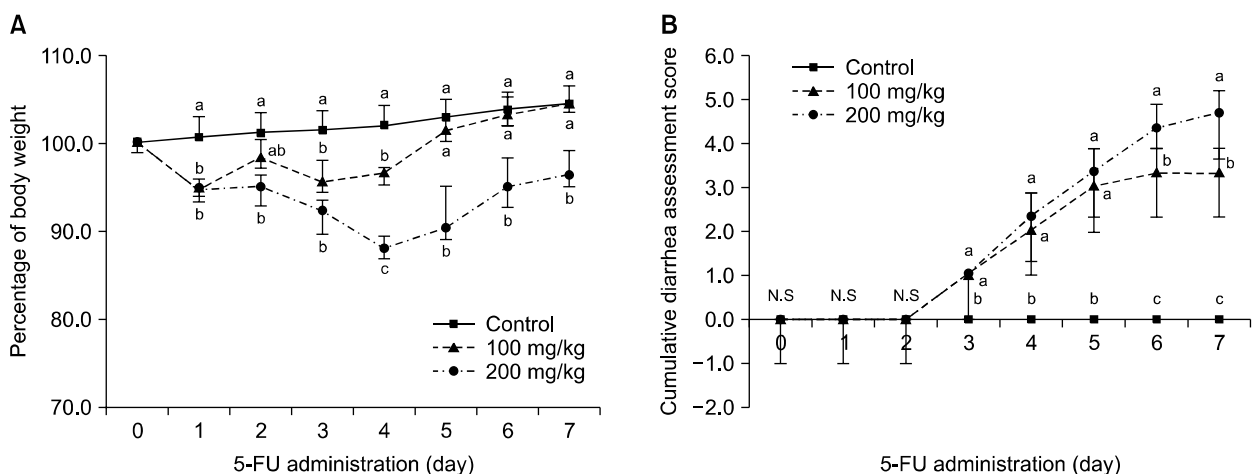 A
Percentage of body weight
110.0
100.0
90.0
80.0
70.0
a a a a a a a
b ab b b a a a
b b b c b b b
Control
100 mg/kg
200 mg/kg
0 1 2 3 4 5 6 7
5-FU administration (day)
B
Cumulative diarrhea assessment score
6.0
5.0
4.0
3.0
2.0
1.0
0.0
−1.0
−2.0
Control
100 mg/kg
200 mg/kg
N.S N.S N.S a a a a a
a a a b b
b b b c c
0 1 2 3 4 5 6 7
5-FU administration (day)